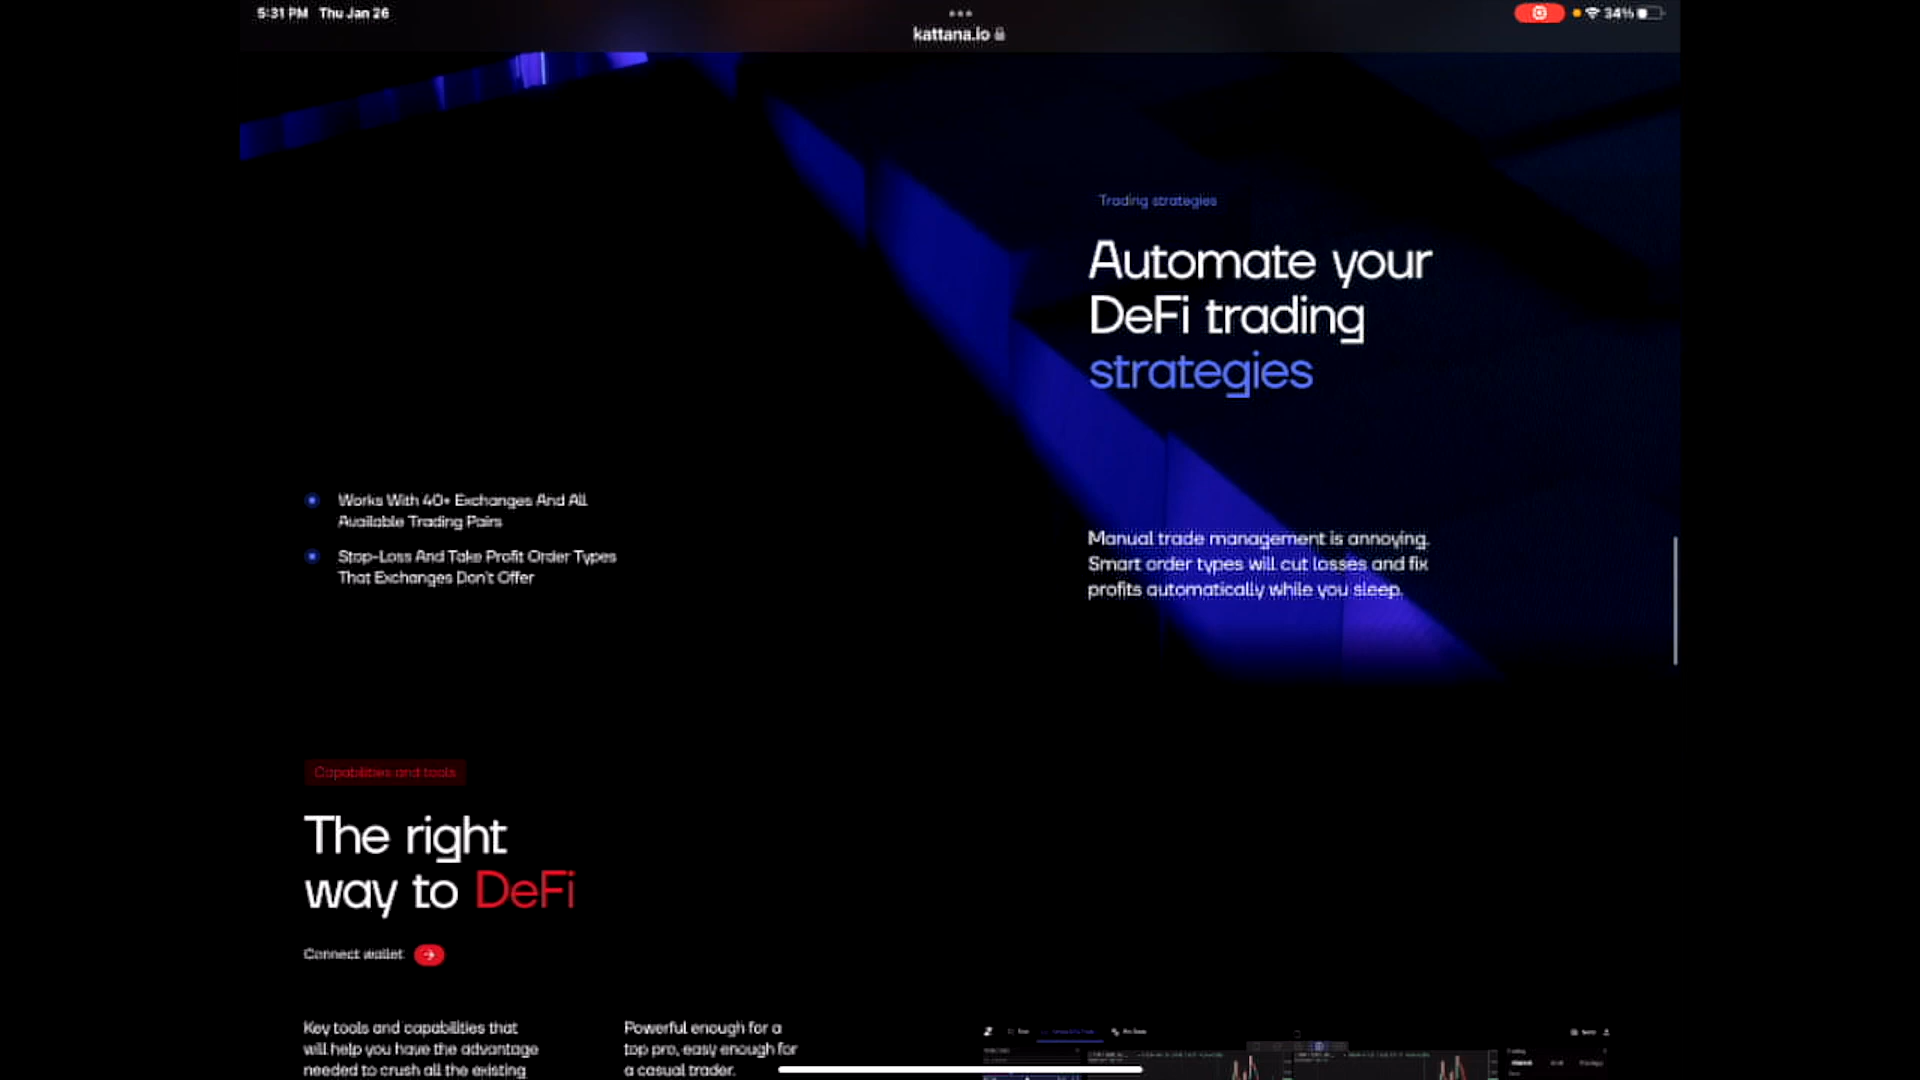 5:31 PM Thu Jan 26
kattana.io
34%
Trading strategies
Automate your
DeFi trading
strategies
Works With 40+ Exchanges And All
Available Trading Pairs
Stop-Loss And Take Profit Order Types
That Exchanges Don't Offer
Manual trade management is annoying.
Smart order types will cut losses and fix
profits automatically while you sleep.
Capabilities and tools
The right
way to DeFi
Connect wallet
Key tools and capabilities that
will help you have the advantage
needed to crush all the existing
Powerful enough for a
top pro, easy enough for
a casual trader.